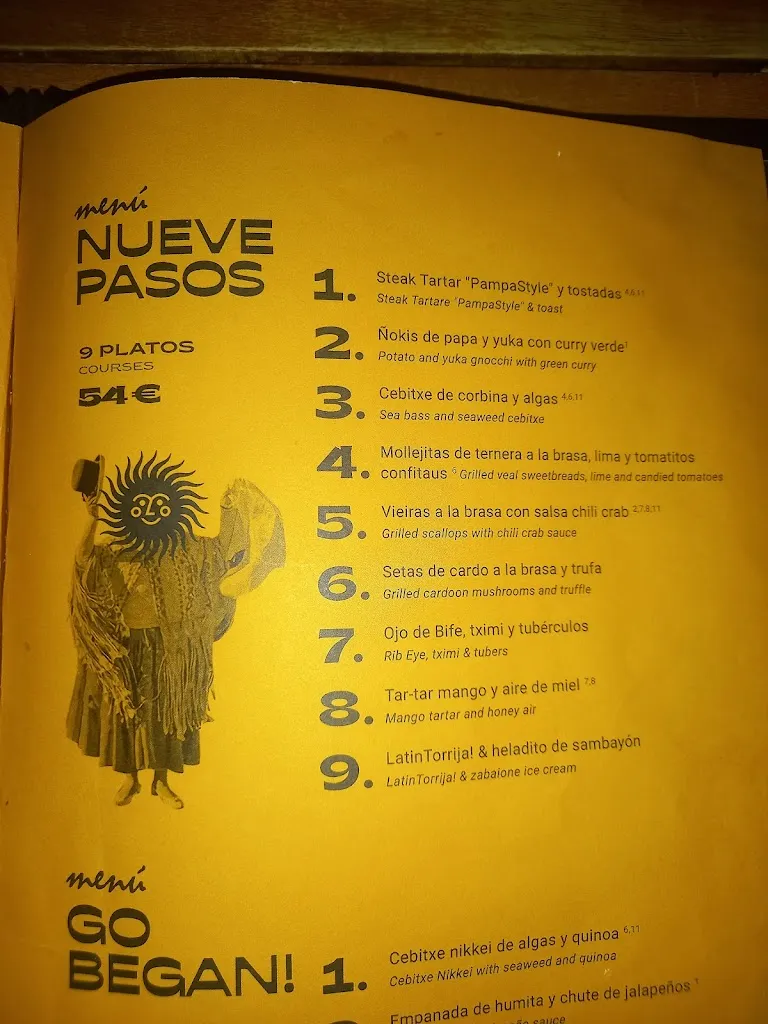 menú
NUEVE
PASOS
9 PLATOS
COURSES
54€
1. Steak Tartar "PampaStyle" y tostadas 4,6,11
Steak Tartare "PampaStyle" & toast
2. Ñokis de papa y yuka con curry verde 1
Potato and yuka gnocchi with green curry
3. Cebitxe de corbina y algas 4,6,11
Sea bass and seaweed cebitxe
4. Mollejitas de ternera a la brasa, lima y tomatitos
confitaus 6 Grilled veal sweetbreads, lime and candied tomatoes
5. Vieiras a la brasa con salsa chili crab 2,7,8,11
Grilled scallops with chili crab sauce
6. Setas de cardo a la brasa y trufa
Grilled cardoon mushrooms and truffle
7. Ojo de Bife, tximi y tubérculos
Rib Eye, tximi & tubers
8. Tar-tar mango y aire de miel 7,8
Mango tartar and honey air
9. LatinTorrija! & heladito de sambayón
LatinTorrija! & zabaione ice cream
menú
GO
BEGAN!
1. Cebitxe nikkei de algas y quinoa 6,11
Cebitxe Nikkei with seaweed and quinoa
Empanada de humita y chute de jalapeños 1
sauce